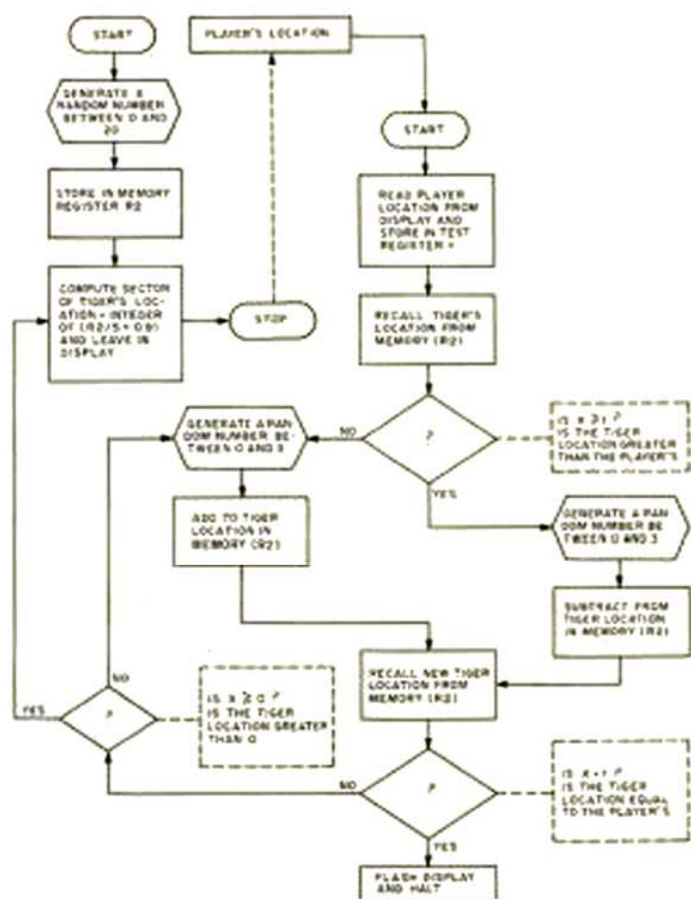 START
GENERATE A
RANDOM NUMBER
BETWEEN 0 AND
20
STORE IN MEMORY
REGISTER R2
COMPUTE SECTOR
OF TIGER'S LOC-
ATION = INTEGER
OF (R2/5 + 0.8)
AND LEAVE IN
DISPLAY
STOP
PLAYER'S LOCATION
START
READ PLAYER
LOCATION FROM
DISPLAY AND
STORE IN TEST
REGISTER
RECALL TIGER'S
LOCATION FROM
MEMORY (R2)
?
IS X ≥ t ?
IS THE TIGER
LOCATION GREATER
THAN THE PLAYER'S
NO
YES
GENERATE A RAN
DOM NUMBER BE-
TWEEN 0 AND 3
ADD TO TIGER
LOCATION IN
MEMORY (R2)
GENERATE A RAN
DOM NUMBER BE
TWEEN 0 AND 3
SUBTRACT FROM
TIGER LOCATION
IN MEMORY (R2)
RECALL NEW TIGER
LOCATION FROM
MEMORY (R2)
?
IS
IS THE TIGER
LOCATION EQUAL
TO THE PLAYER'S
NO
YES
?
IS X ≥ 0 ?
IS THE TIGER
LOCATION GREATER
THAN 0
NO
YES
FLASH DISPLAY
AND HALT